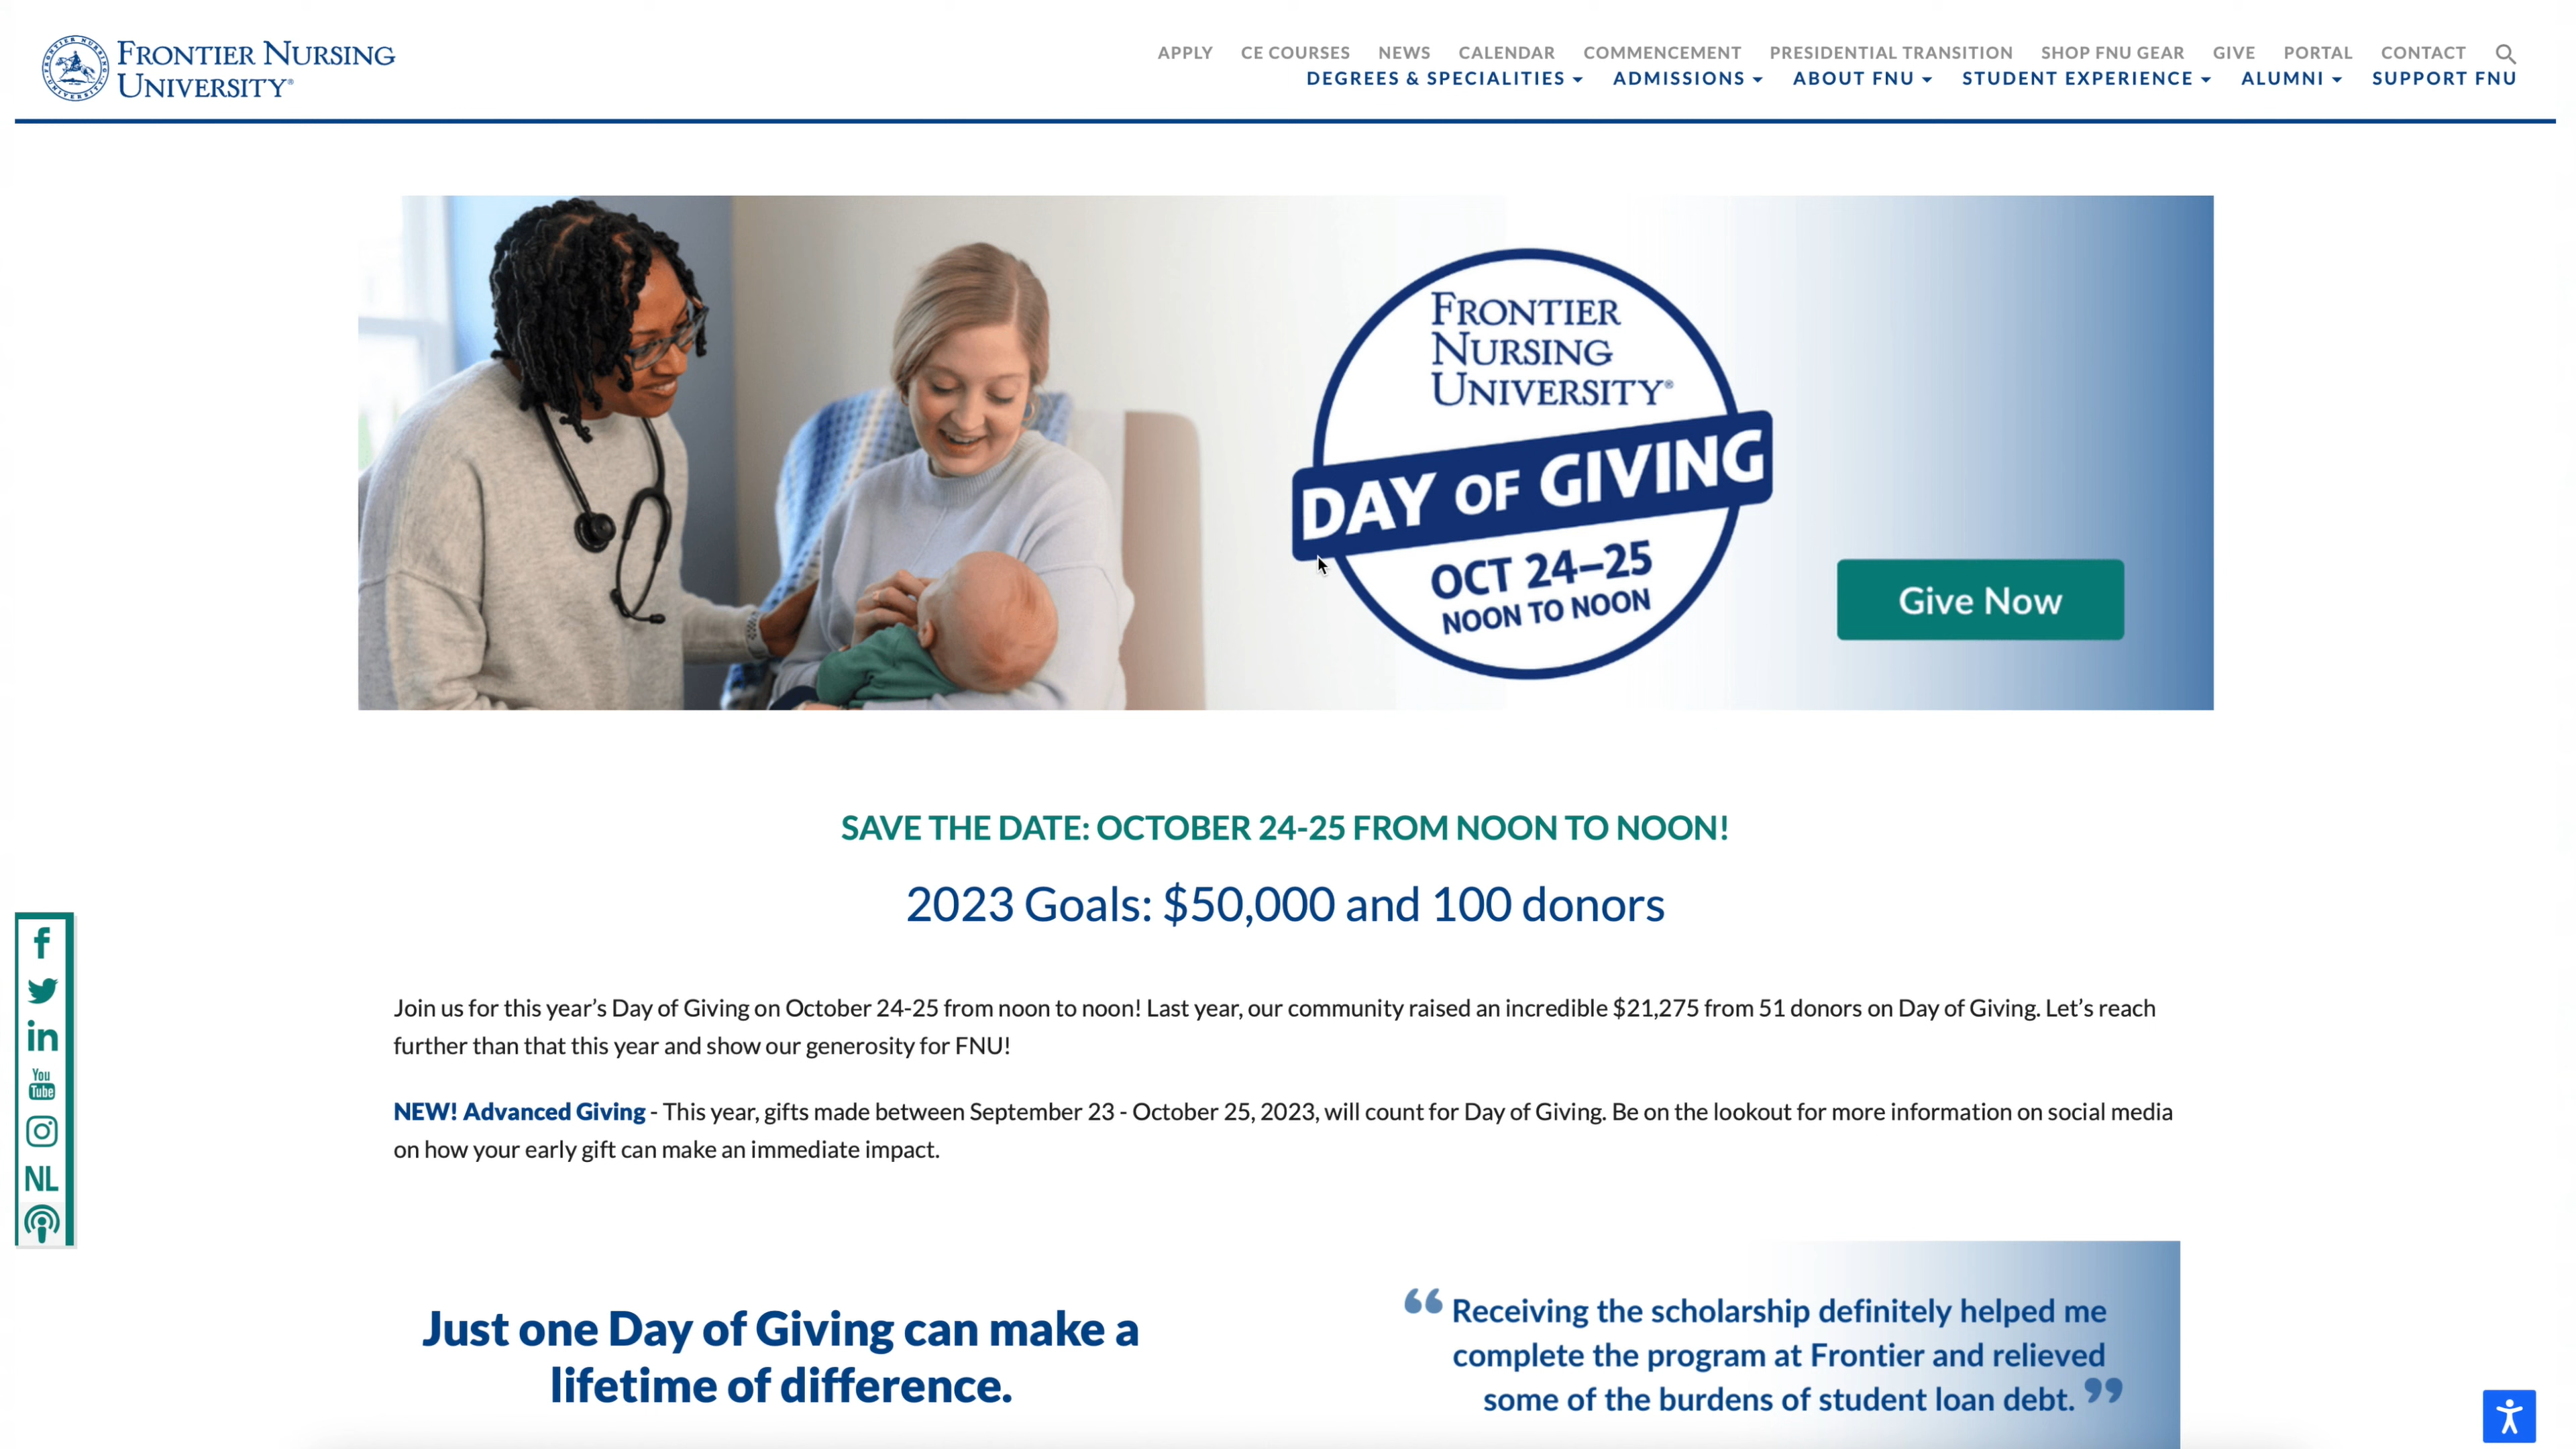 FRONTIER NURSING
UNIVERSITY®
APPLY CE COURSES NEWS CALENDAR COMMENCEMENT PRESIDENTIAL TRANSITION SHOP FNU GEAR GIVE PORTAL CONTACT
DEGREES & SPECIALITIES ADMISSIONS ABOUT FNU STUDENT EXPERIENCE ALUMNI SUPPORT FNU
FRONTIER
NURSING
UNIVERSITY®
DAY OF GIVING
OCT 24–25
NOON TO NOON
Give Now
SAVE THE DATE: OCTOBER 24-25 FROM NOON TO NOON!
2023 Goals: $50,000 and 100 donors
Join us for this year’s Day of Giving on October 24-25 from noon to noon! Last year, our community raised an incredible $21,275 from 51 donors on Day of Giving. Let’s reach
further than that this year and show our generosity for FNU!
NEW! Advanced Giving - This year, gifts made between September 23 - October 25, 2023, will count for Day of Giving. Be on the lookout for more information on social media
on how your early gift can make an immediate impact.
f
in
You
Tube
NL
Just one Day of Giving can make a
lifetime of difference.
“Receiving the scholarship definitely helped me
complete the program at Frontier and relieved
some of the burdens of student loan debt.”